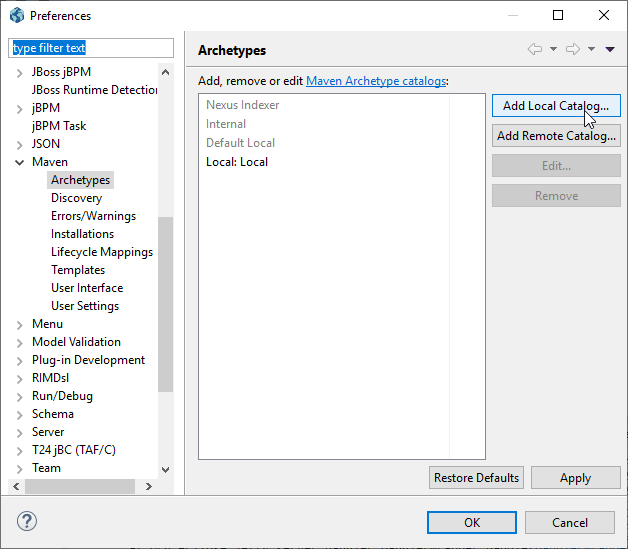 Preferences
type filter text
JBoss jBPM
JBoss Runtime Detection
jBPM
jBPM Task
JSON
Maven
Archetypes
Discovery
Errors/Warnings
Installations
Lifecycle Mappings
Templates
User Interface
User Settings
Menu
Model Validation
Plug-in Development
RIMDsl
Run/Debug
Schema
Server
T24 jBC (TAF/C)
Team
Archetypes
Add, remove or edit Maven Archetype catalogs:
Nexus Indexer
Internal
Default Local
Local: Local
Add Local Catalog...
Add Remote Catalog...
Edit...
Remove
Restore Defaults
Apply
?
OK
Cancel